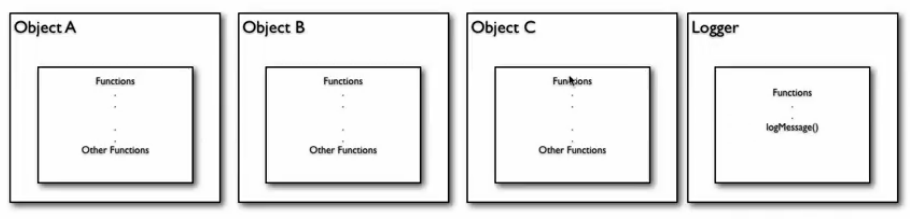 Object A
Functions
.
.
.
.
Other Functions
Object B
Functions
.
.
.
.
Other Functions
Object C
Functions
.
.
.
.
Other Functions
Logger
Functions
.
.
logMessage()